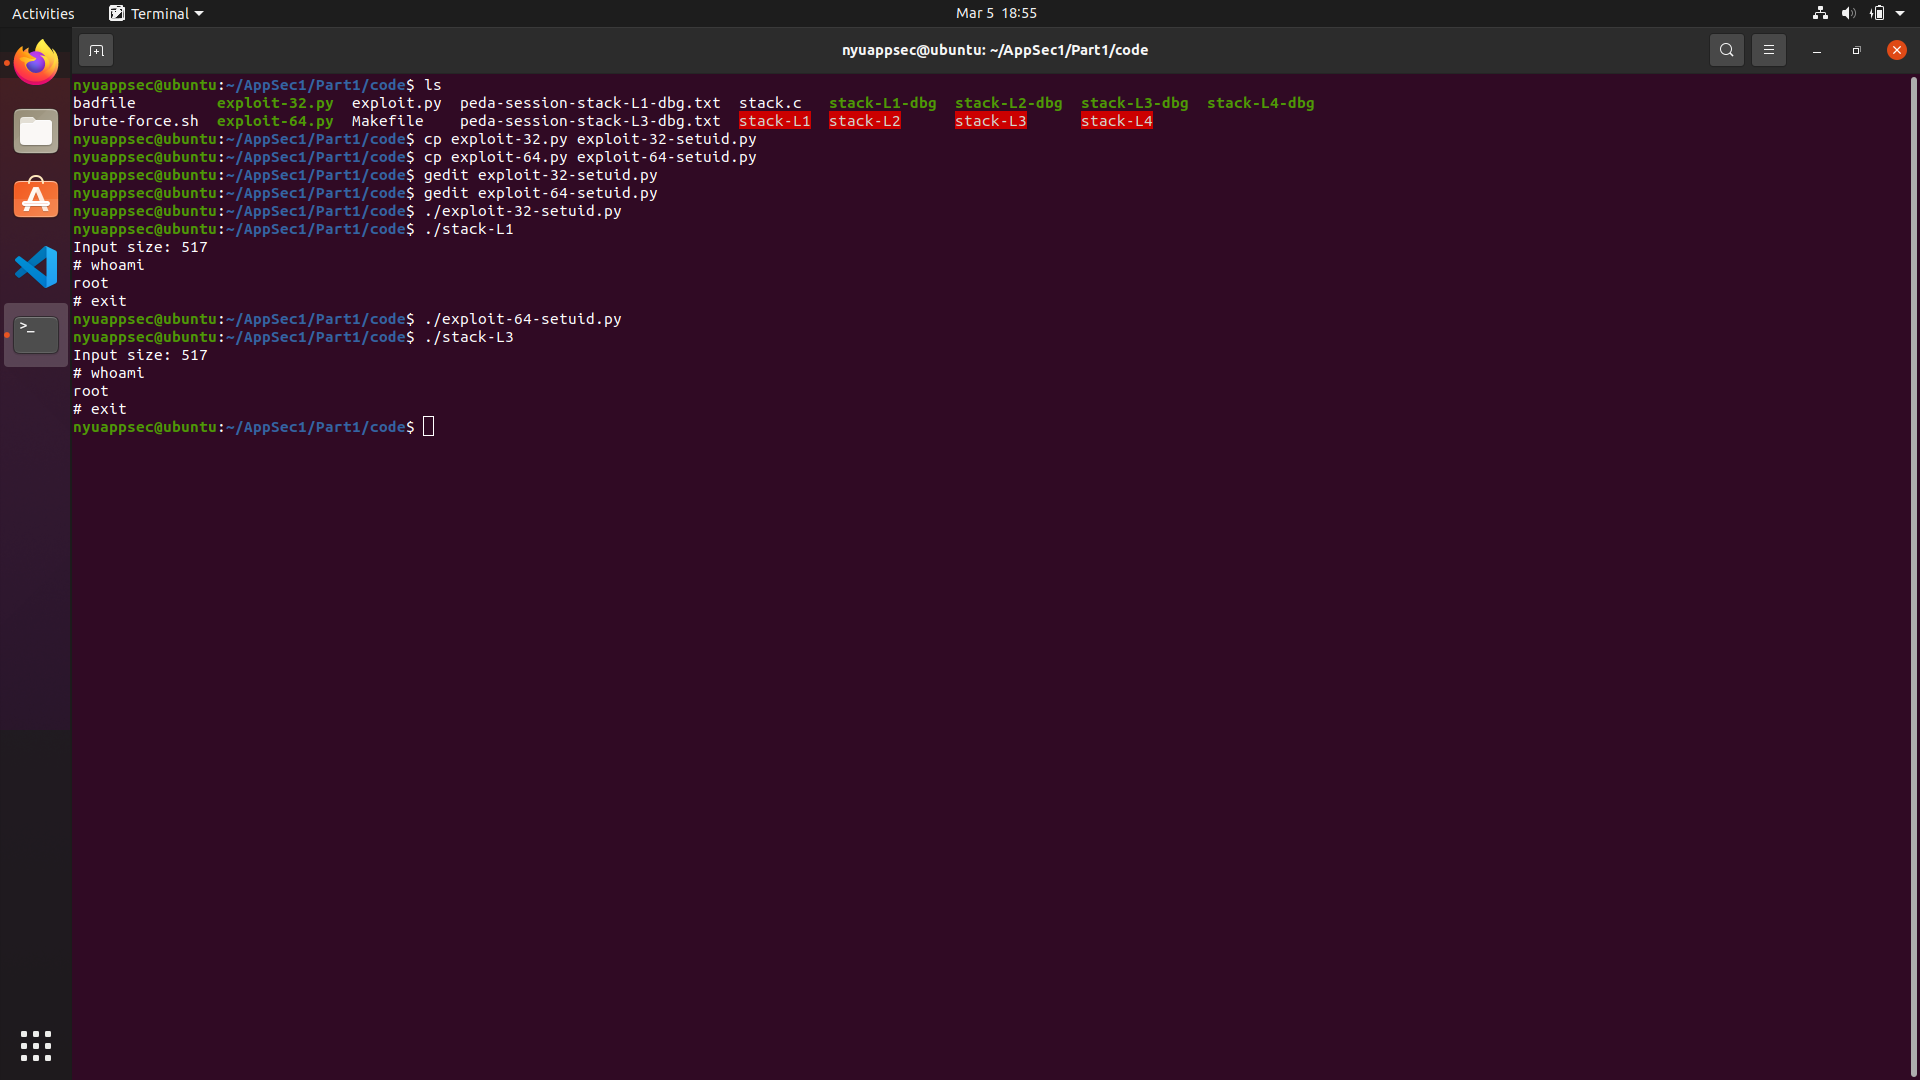 Activities Terminal Mar 5 18:55
nyuappsec@ubuntu: ~/AppSec1/Part1/code
nyuappsec@ubuntu:~/AppSec1/Part1/code$ ls
badfile exploit-32.py exploit.py peda-session-stack-L1-dbg.txt stack.c stack-L1-dbg stack-L2-dbg stack-L3-dbg stack-L4-dbg
brute-force.sh exploit-64.py Makefile peda-session-stack-L3-dbg.txt stack-L1 stack-L2 stack-L3 stack-L4
nyuappsec@ubuntu:~/AppSec1/Part1/code$ cp exploit-32.py exploit-32-setuid.py
nyuappsec@ubuntu:~/AppSec1/Part1/code$ cp exploit-64.py exploit-64-setuid.py
nyuappsec@ubuntu:~/AppSec1/Part1/code$ gedit exploit-32-setuid.py
nyuappsec@ubuntu:~/AppSec1/Part1/code$ gedit exploit-64-setuid.py
nyuappsec@ubuntu:~/AppSec1/Part1/code$ ./exploit-32-setuid.py
nyuappsec@ubuntu:~/AppSec1/Part1/code$ ./stack-L1
Input size: 517
# whoami
root
# exit
nyuappsec@ubuntu:~/AppSec1/Part1/code$ ./exploit-64-setuid.py
nyuappsec@ubuntu:~/AppSec1/Part1/code$ ./stack-L3
Input size: 517
# whoami
root
# exit
nyuappsec@ubuntu:~/AppSec1/Part1/code$